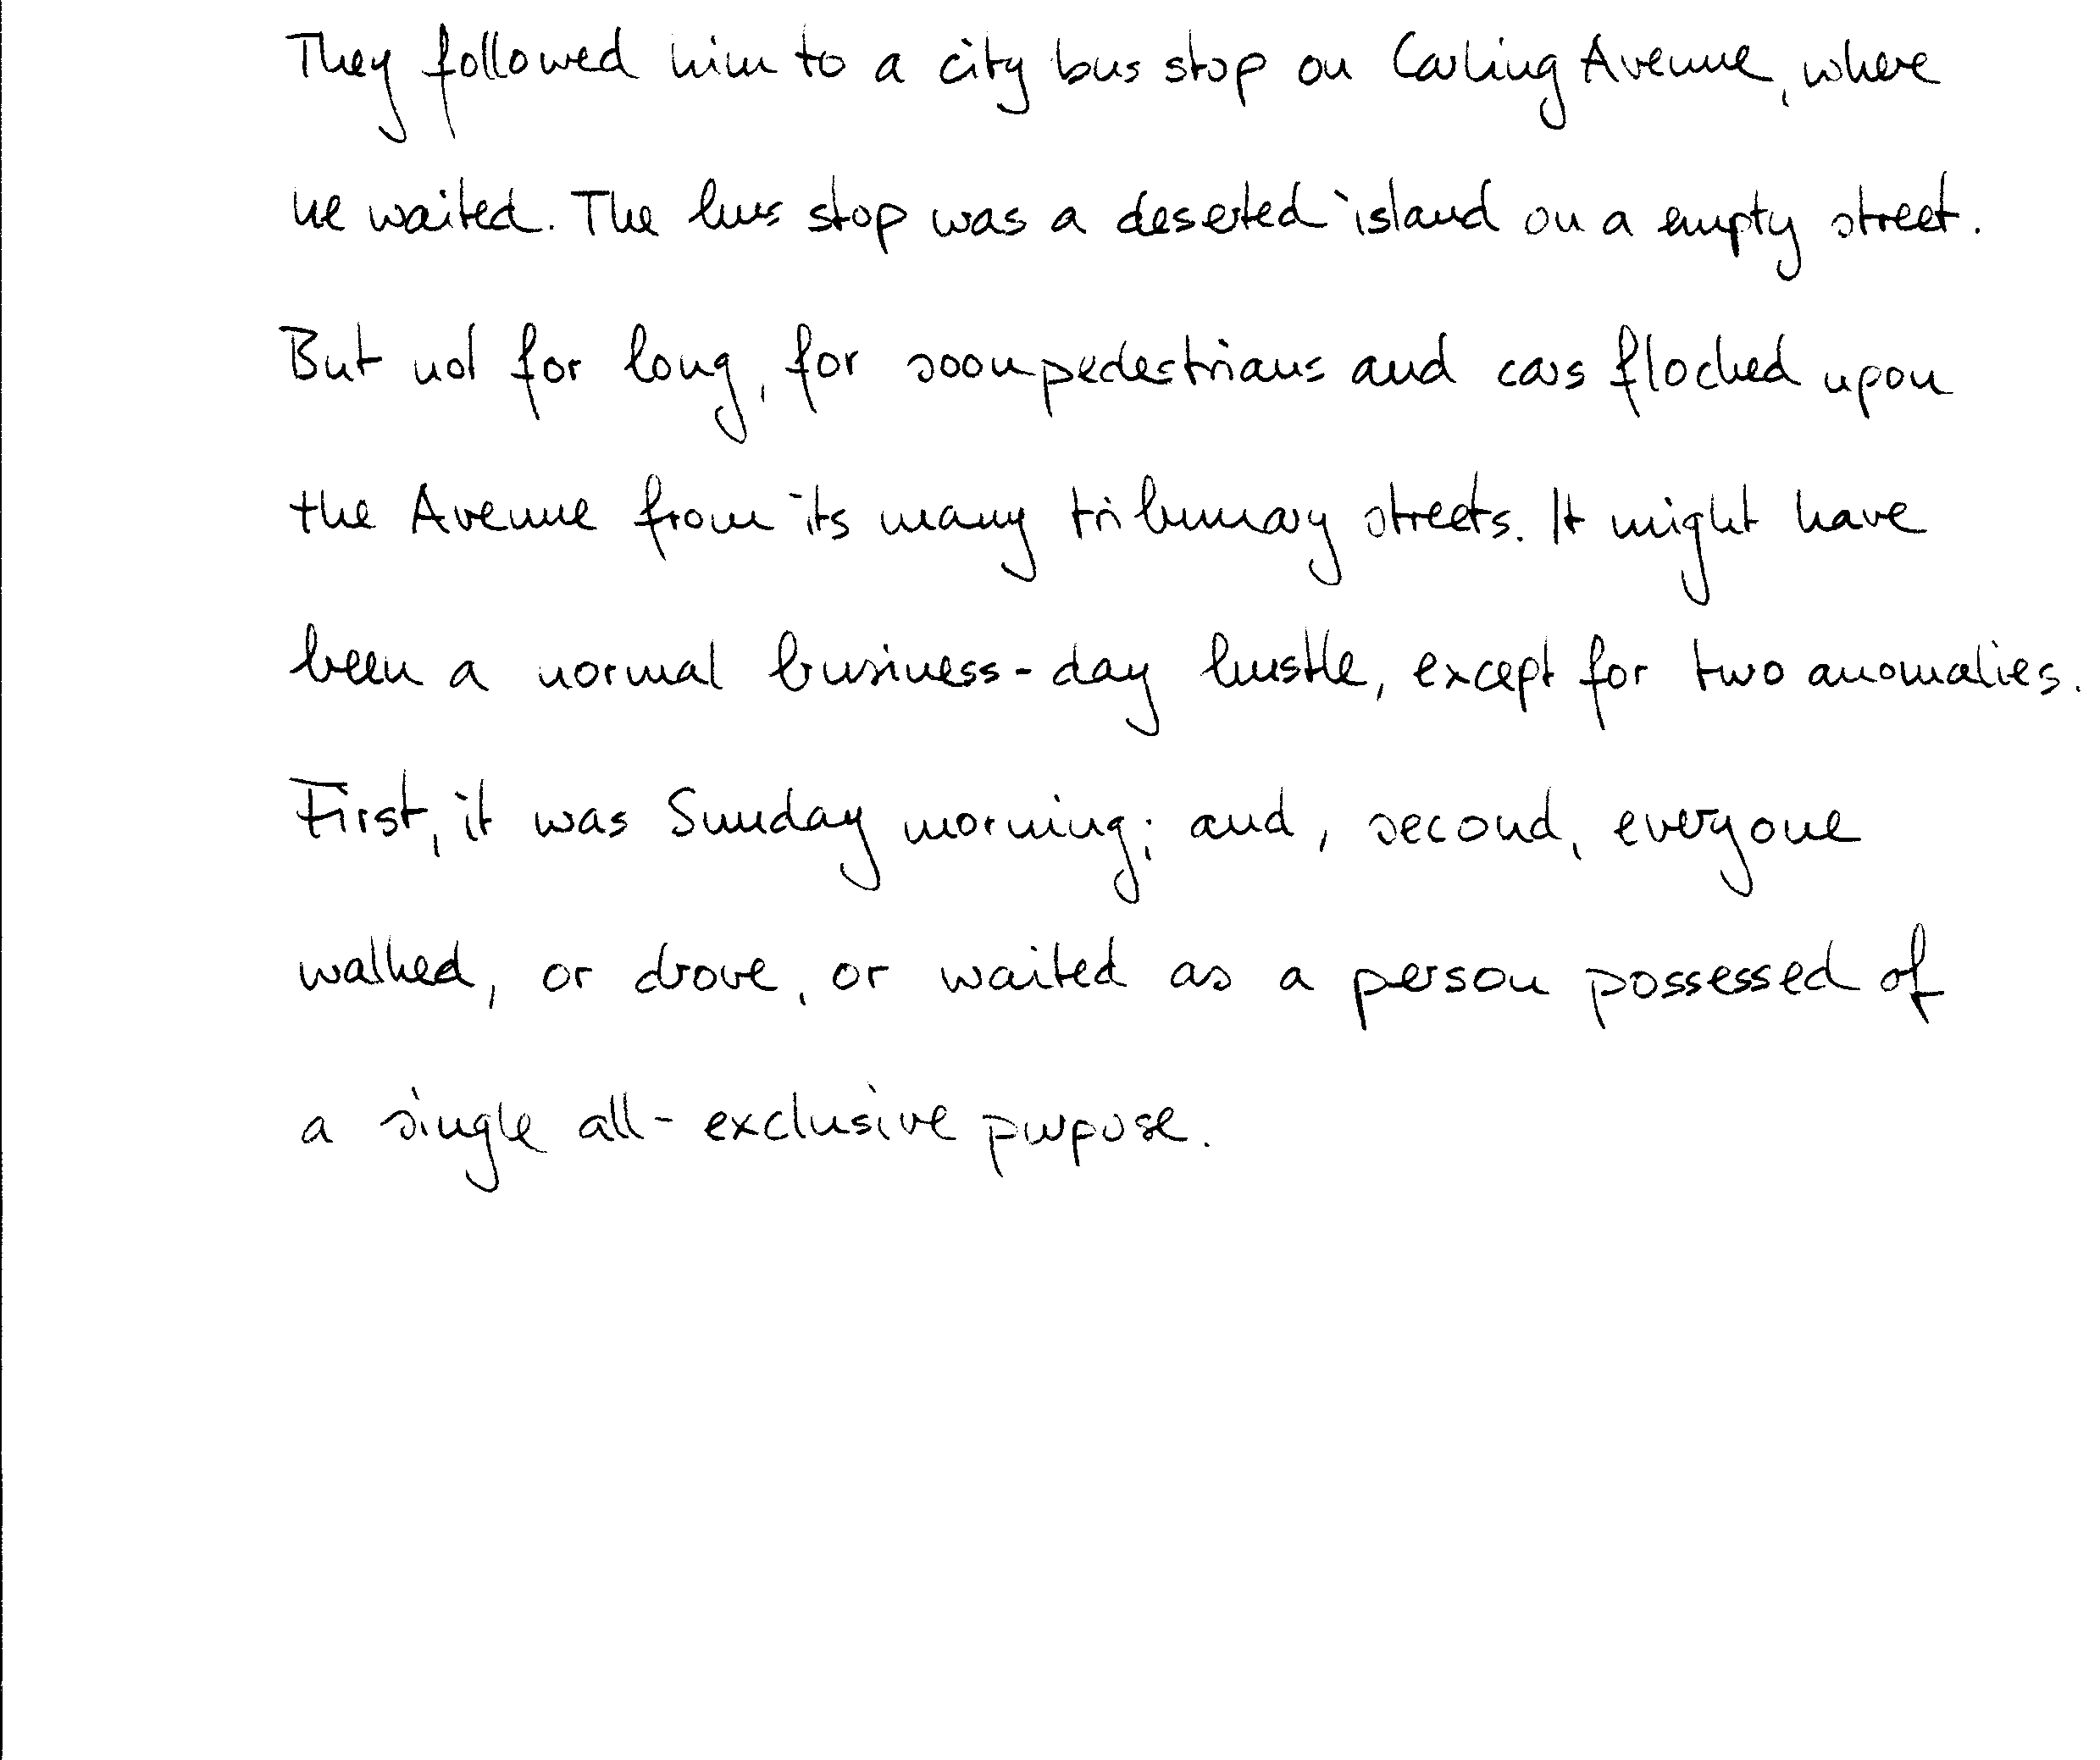 They followed him to a city bus stop on Carling Avenue, where
he waited. The bus stop was a deserted island on a empty street.
But not for long, for soon pedestrians and cars flocked upon
the Avenue from its many tribunary streets. It might have
been a normal business-day bustle, except for two anomalies.
First, it was Sunday morning; and, second, everyone
walked, or drove, or waited as a person possessed of
a single all-exclusive purpose.